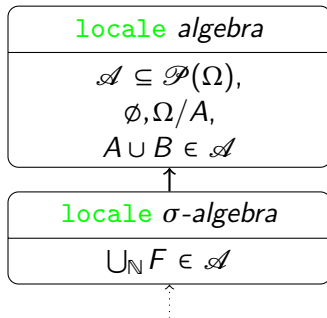 locale algebra
𝒜 ⊆ 𝒫(Ω),
ϕ, Ω/A,
A ∪ B ∈ 𝒜
locale σ-algebra
⋃ℕ F ∈ 𝒜